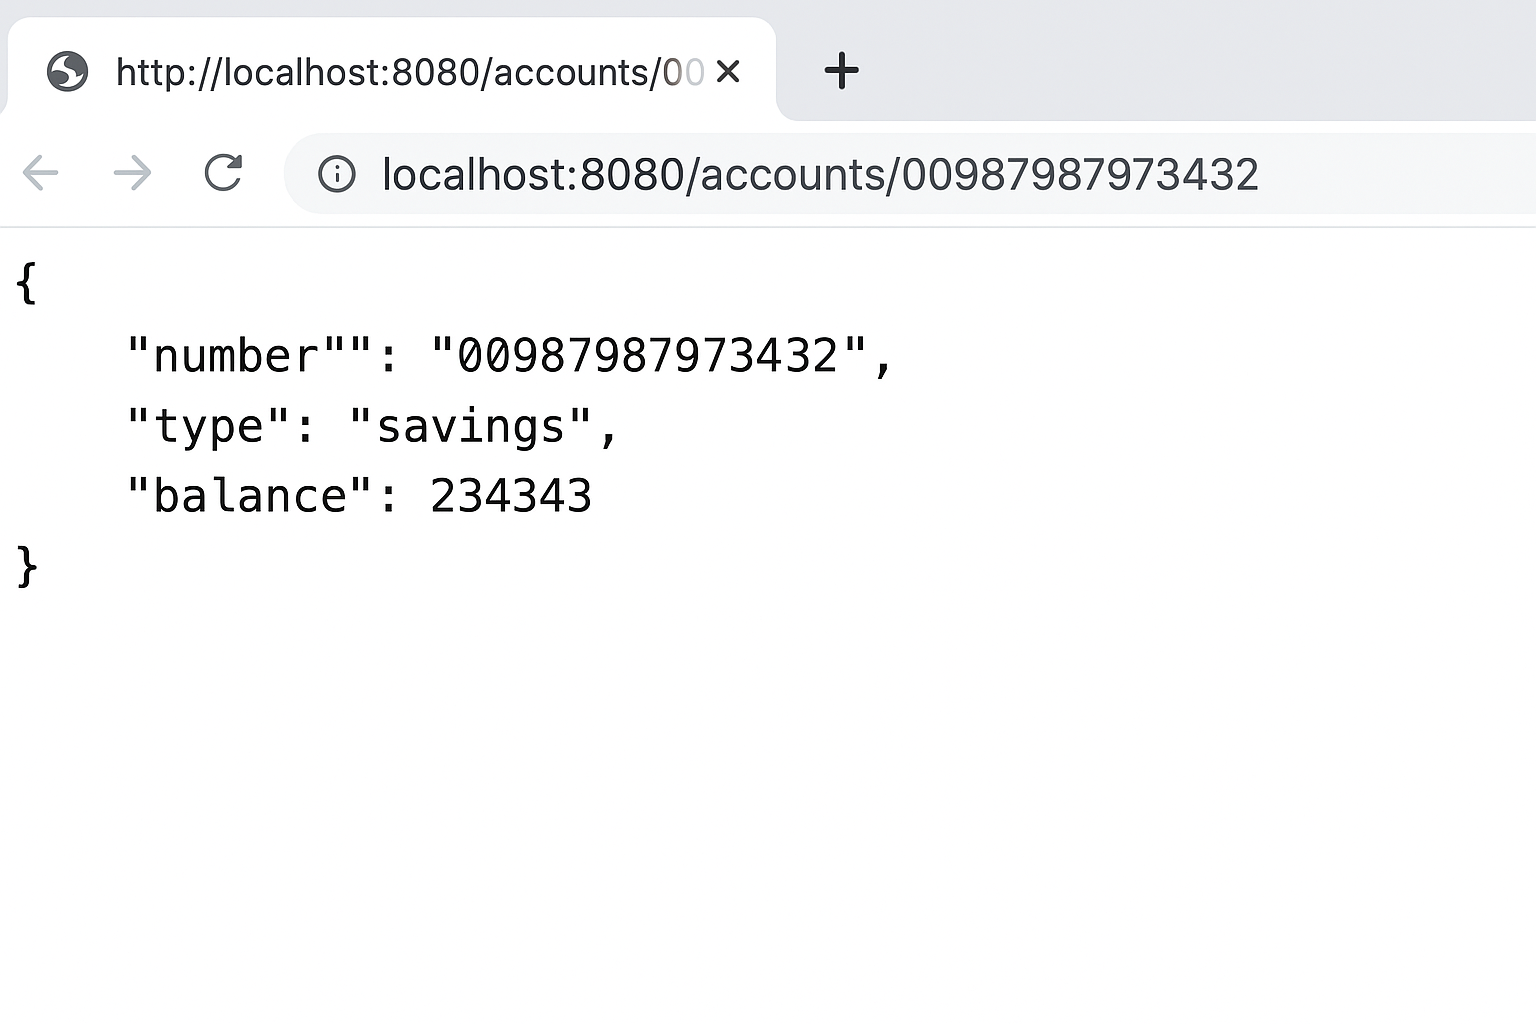 http://localhost:8080/accounts/00
localhost:8080/accounts/00987987973432
{
"number"": "00987987973432",
"type": "savings",
"balance": 234343
}